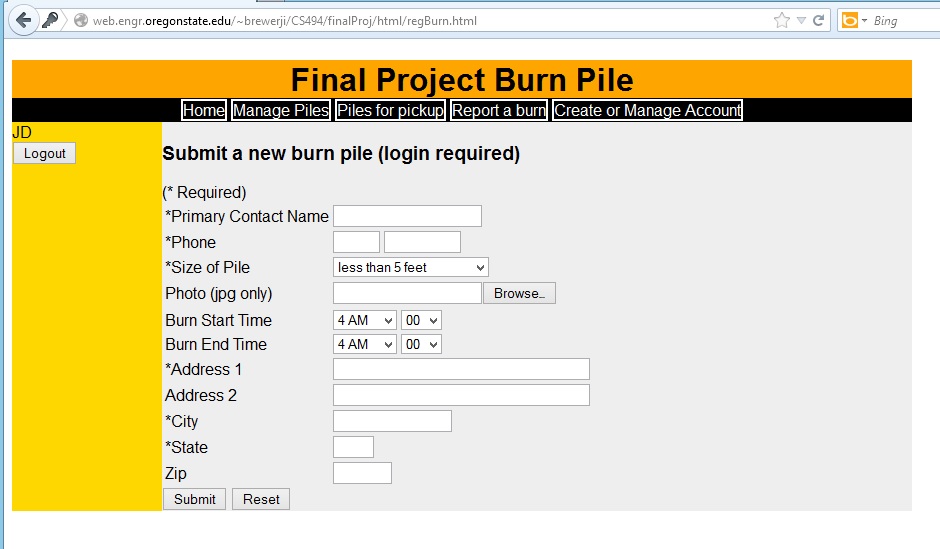 web.engr.oregonstate.edu/~brewerji/CS494/finalProj/html/regBurn.html Bing
Final Project Burn Pile
Home Manage Piles Piles for pickup Report a burn Create or Manage Account
JD
Logout
Submit a new burn pile (login required)
(* Required)
*Primary Contact Name
*Phone
*Size of Pile less than 5 feet
Photo (jpg only) Browse...
Burn Start Time 4 AM 00
Burn End Time 4 AM 00
*Address 1
Address 2
*City
*State
Zip
Submit Reset